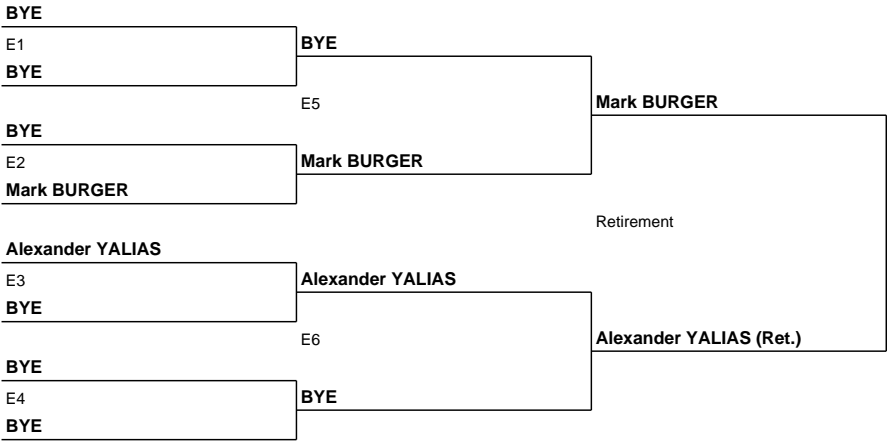 BYE
E1
BYE
BYE
E5
Mark BURGER
BYE
E2
Mark BURGER
Mark BURGER
Retirement
Alexander YALIAS
E3
Alexander YALIAS
BYE
E6
Alexander YALIAS (Ret.)
BYE
E4
BYE
BYE